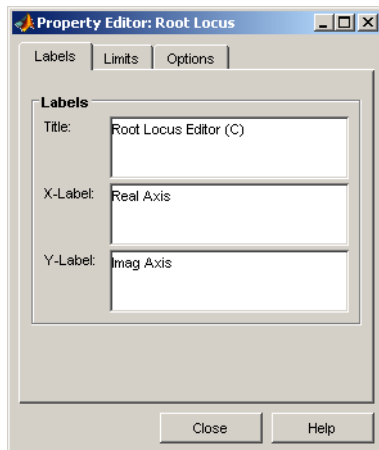 Property Editor: Root Locus
Labels Limits Options
Labels
Title: Root Locus Editor (C)
X-Label: Real Axis
Y-Label: Imag Axis
Close Help